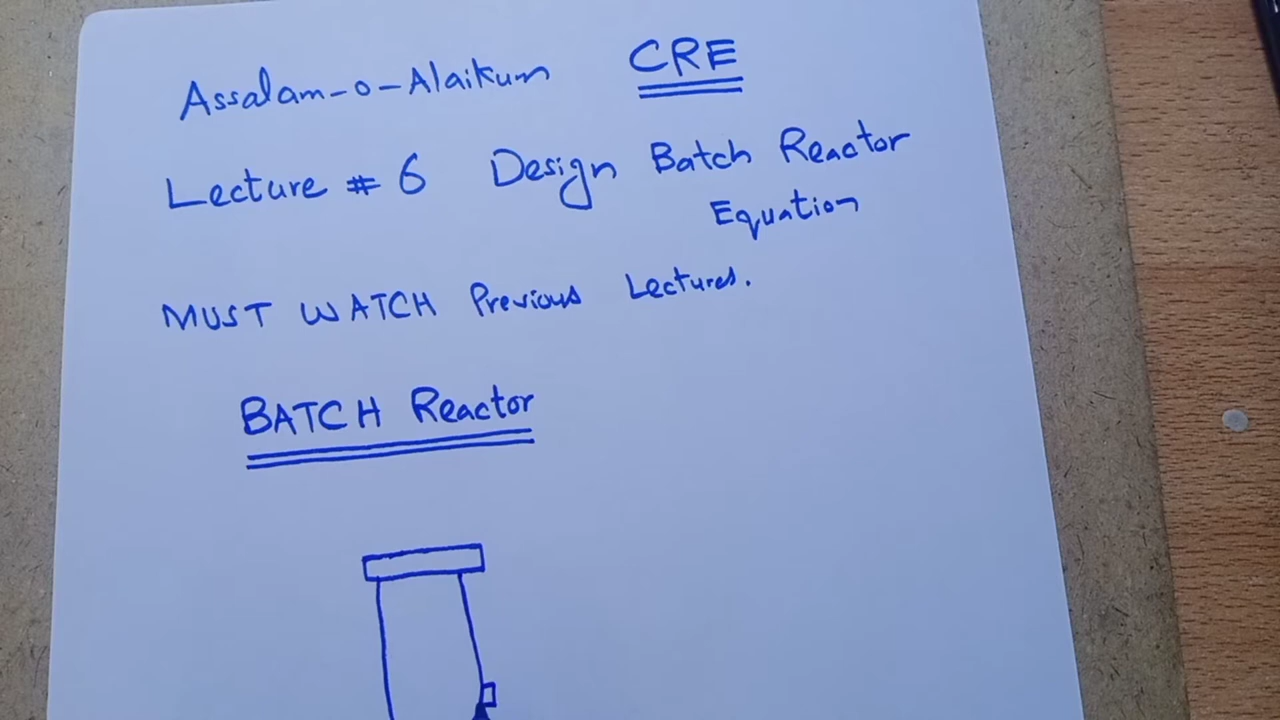 Assalam-o-Alaikum CRE
Lecture # 6 Design Batch Reactor
Equation
MUST WATCH Previous Lectures.
BATCH Reactor